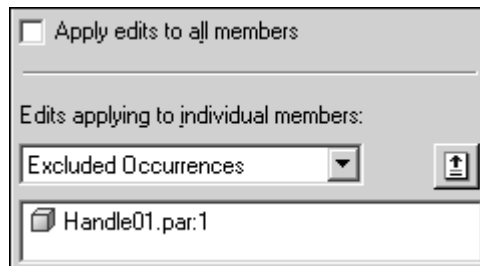 Apply edits to all members
Edits applying to individual members:
Excluded Occurrences
Handle01.par:1